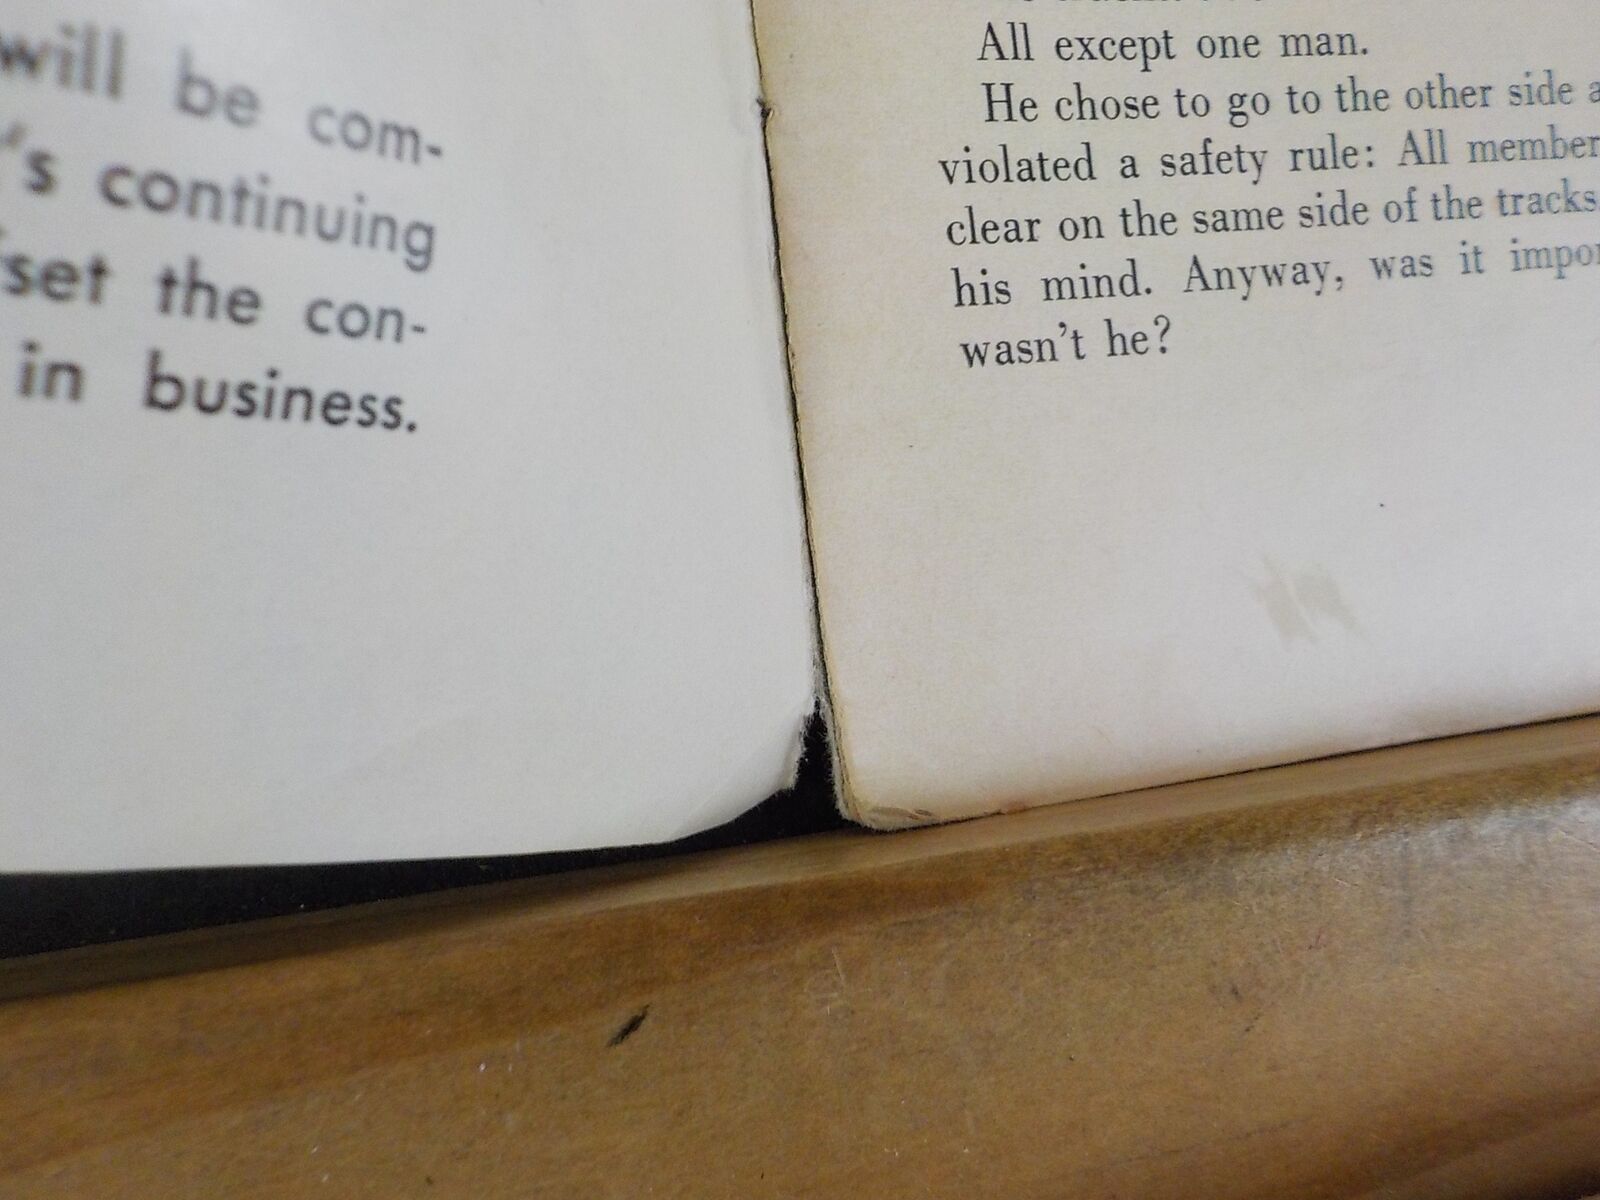 will be com-
's continuing
set the con-
in business.
All except one man.
He chose to go to the other side
violated a safety rule: All member
clear on the same side of the tracks
his mind. Anyway, was it impor
wasn't he?